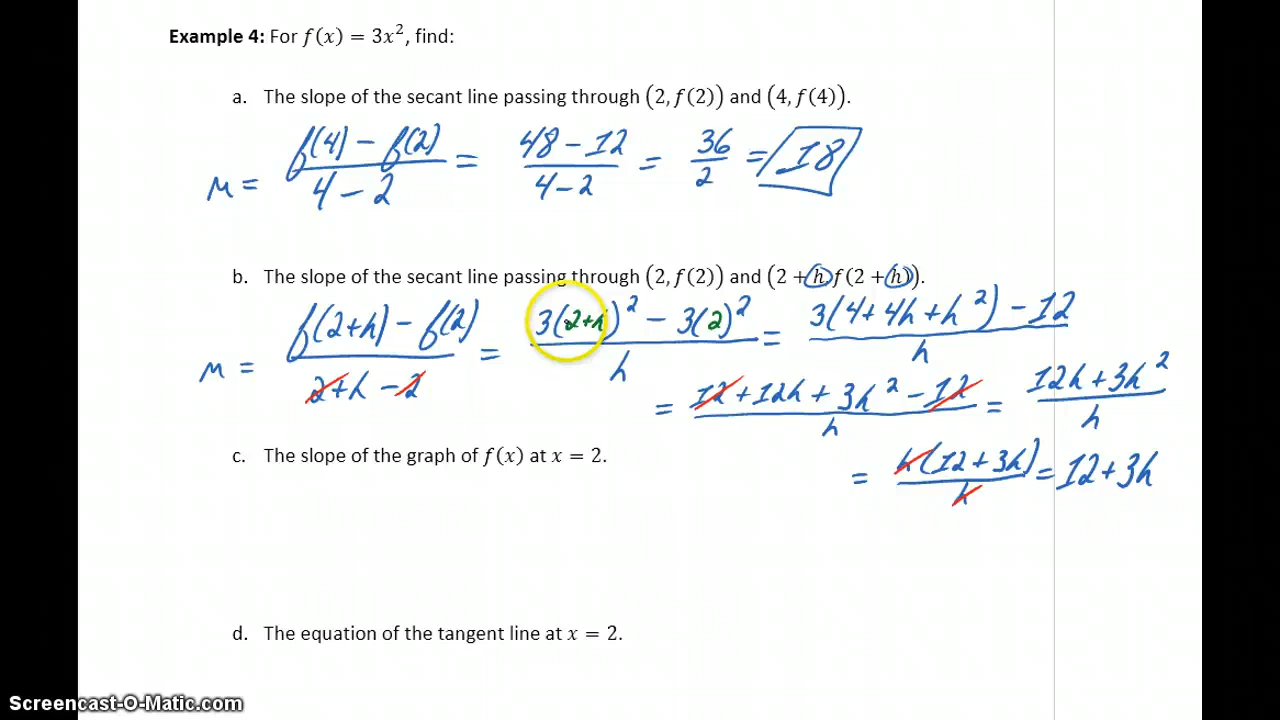 Example 4: For f(x) = 3x², find:
a. The slope of the secant line passing through (2, f(2)) and (4, f(4)).
m = (f(4) - f(2))/(4 - 2) = (48 - 12)/(4 - 2) = 36/2 = 18
b. The slope of the secant line passing through (2, f(2)) and (2 + h f(2 + h)).
m = (f(2+h) - f(2))/(2+h - 2) = (3(2+h)² - 3(2)²)/h = (3(4 + 4h + h²) - 12)/h
= (12 + 12h + 3h² - 12)/h = (12h + 3h²)/h
c. The slope of the graph of f(x) at x = 2.
= h(12 + 3h)/h = 12 + 3h
d. The equation of the tangent line at x = 2.
Screencast-O-Matic.com